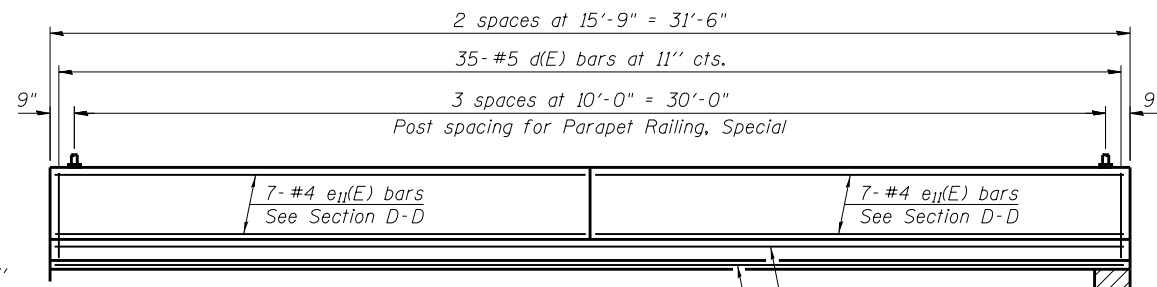 2 spaces at 15'-9" = 31'-6"
35- #5 d(E) bars at 11'' cts.
9" 3 spaces at 10'-0" = 30'-0" 9
Post spacing for Parapet Railing, Special
7- #4 e11(E) bars 7- #4 e11(E) bars
See Section D-D See Section D-D
''